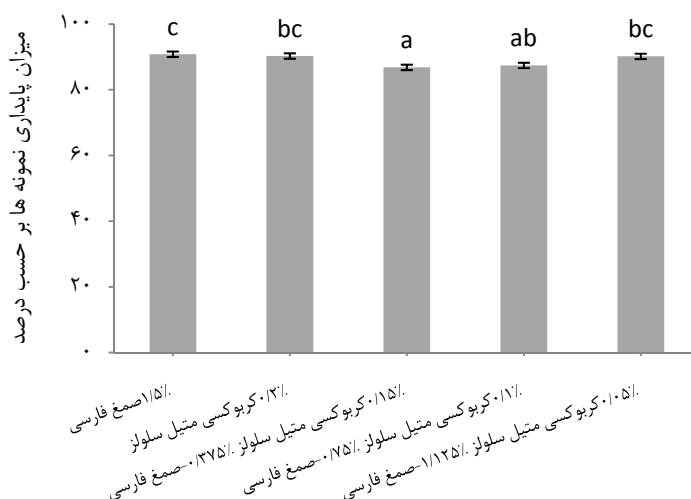 میزان پایداری نمونه ها بر حسب درصد
۱۰۰
۸۰
۶۰
۴۰
۲۰
۰
c
bc
a
ab
bc
۱/۵٪صمغ فارسی
۰/۲٪کربوکسی متیل سلولز
۰/۱۵٪کربوکسی متیل سلولز ۰/۳۷۵٪-صمغ فارسی
۰/۱٪کربوکسی متیل سلولز ۰/۷۵٪-صمغ فارسی
۰/۰۵٪کربوکسی متیل سلولز ۱/۱۲۵٪-صمغ فارسی